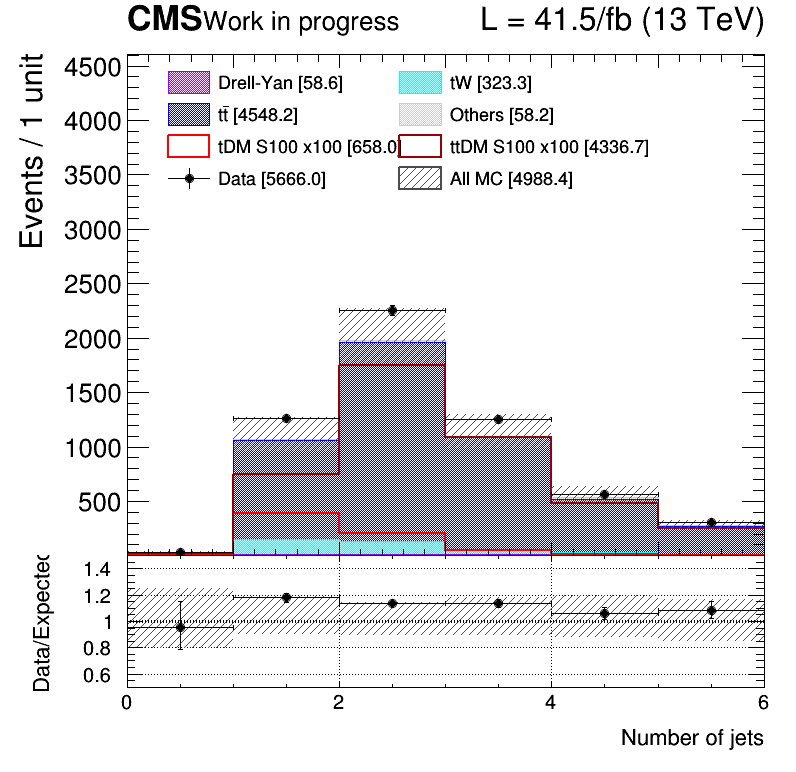 CMS Work in progress L = 41.5/fb (13 TeV)
Events / 1 unit
4500
4000
3500
3000
2500
2000
1500
1000
500
Drell-Yan [58.6] tW [323.3]
tt̄ [4548.2] Others [58.2]
tDM S100 x100 [658.0] ttDM S100 x100 [4336.7]
Data [5666.0] All MC [4988.4]
Data/Expected
1.4
1.2
1
0.8
0.6
0 2 4 6
Number of jets